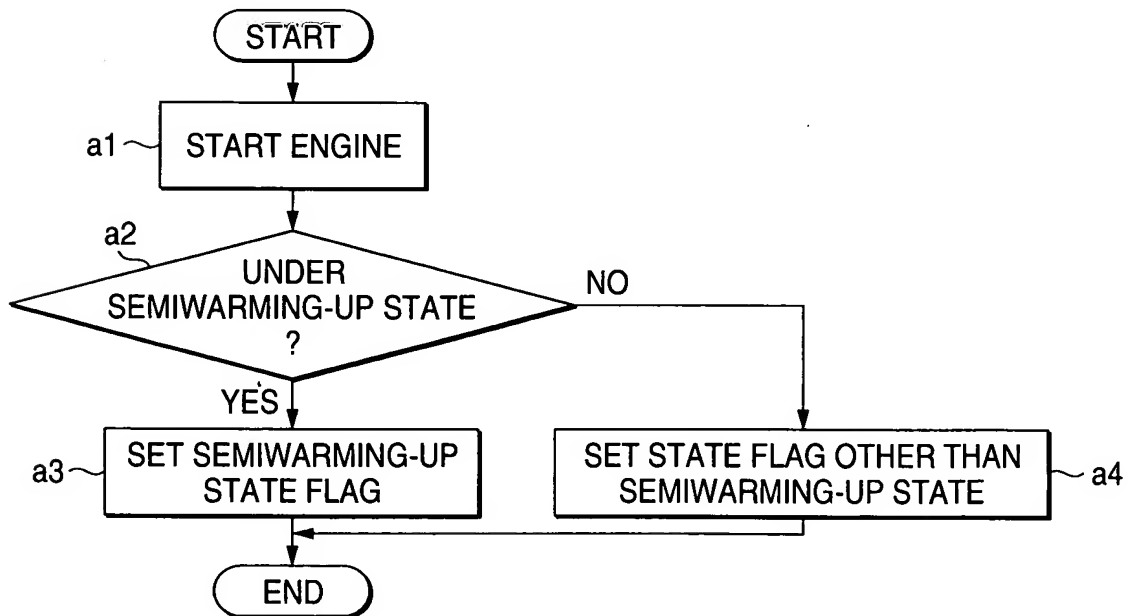 START
a1
START ENGINE
a2
UNDER
SEMIWARMING-UP STATE
?
NO
YES
a3
SET SEMIWARMING-UP
STATE FLAG
SET STATE FLAG OTHER THAN
SEMIWARMING-UP STATE
a4
END